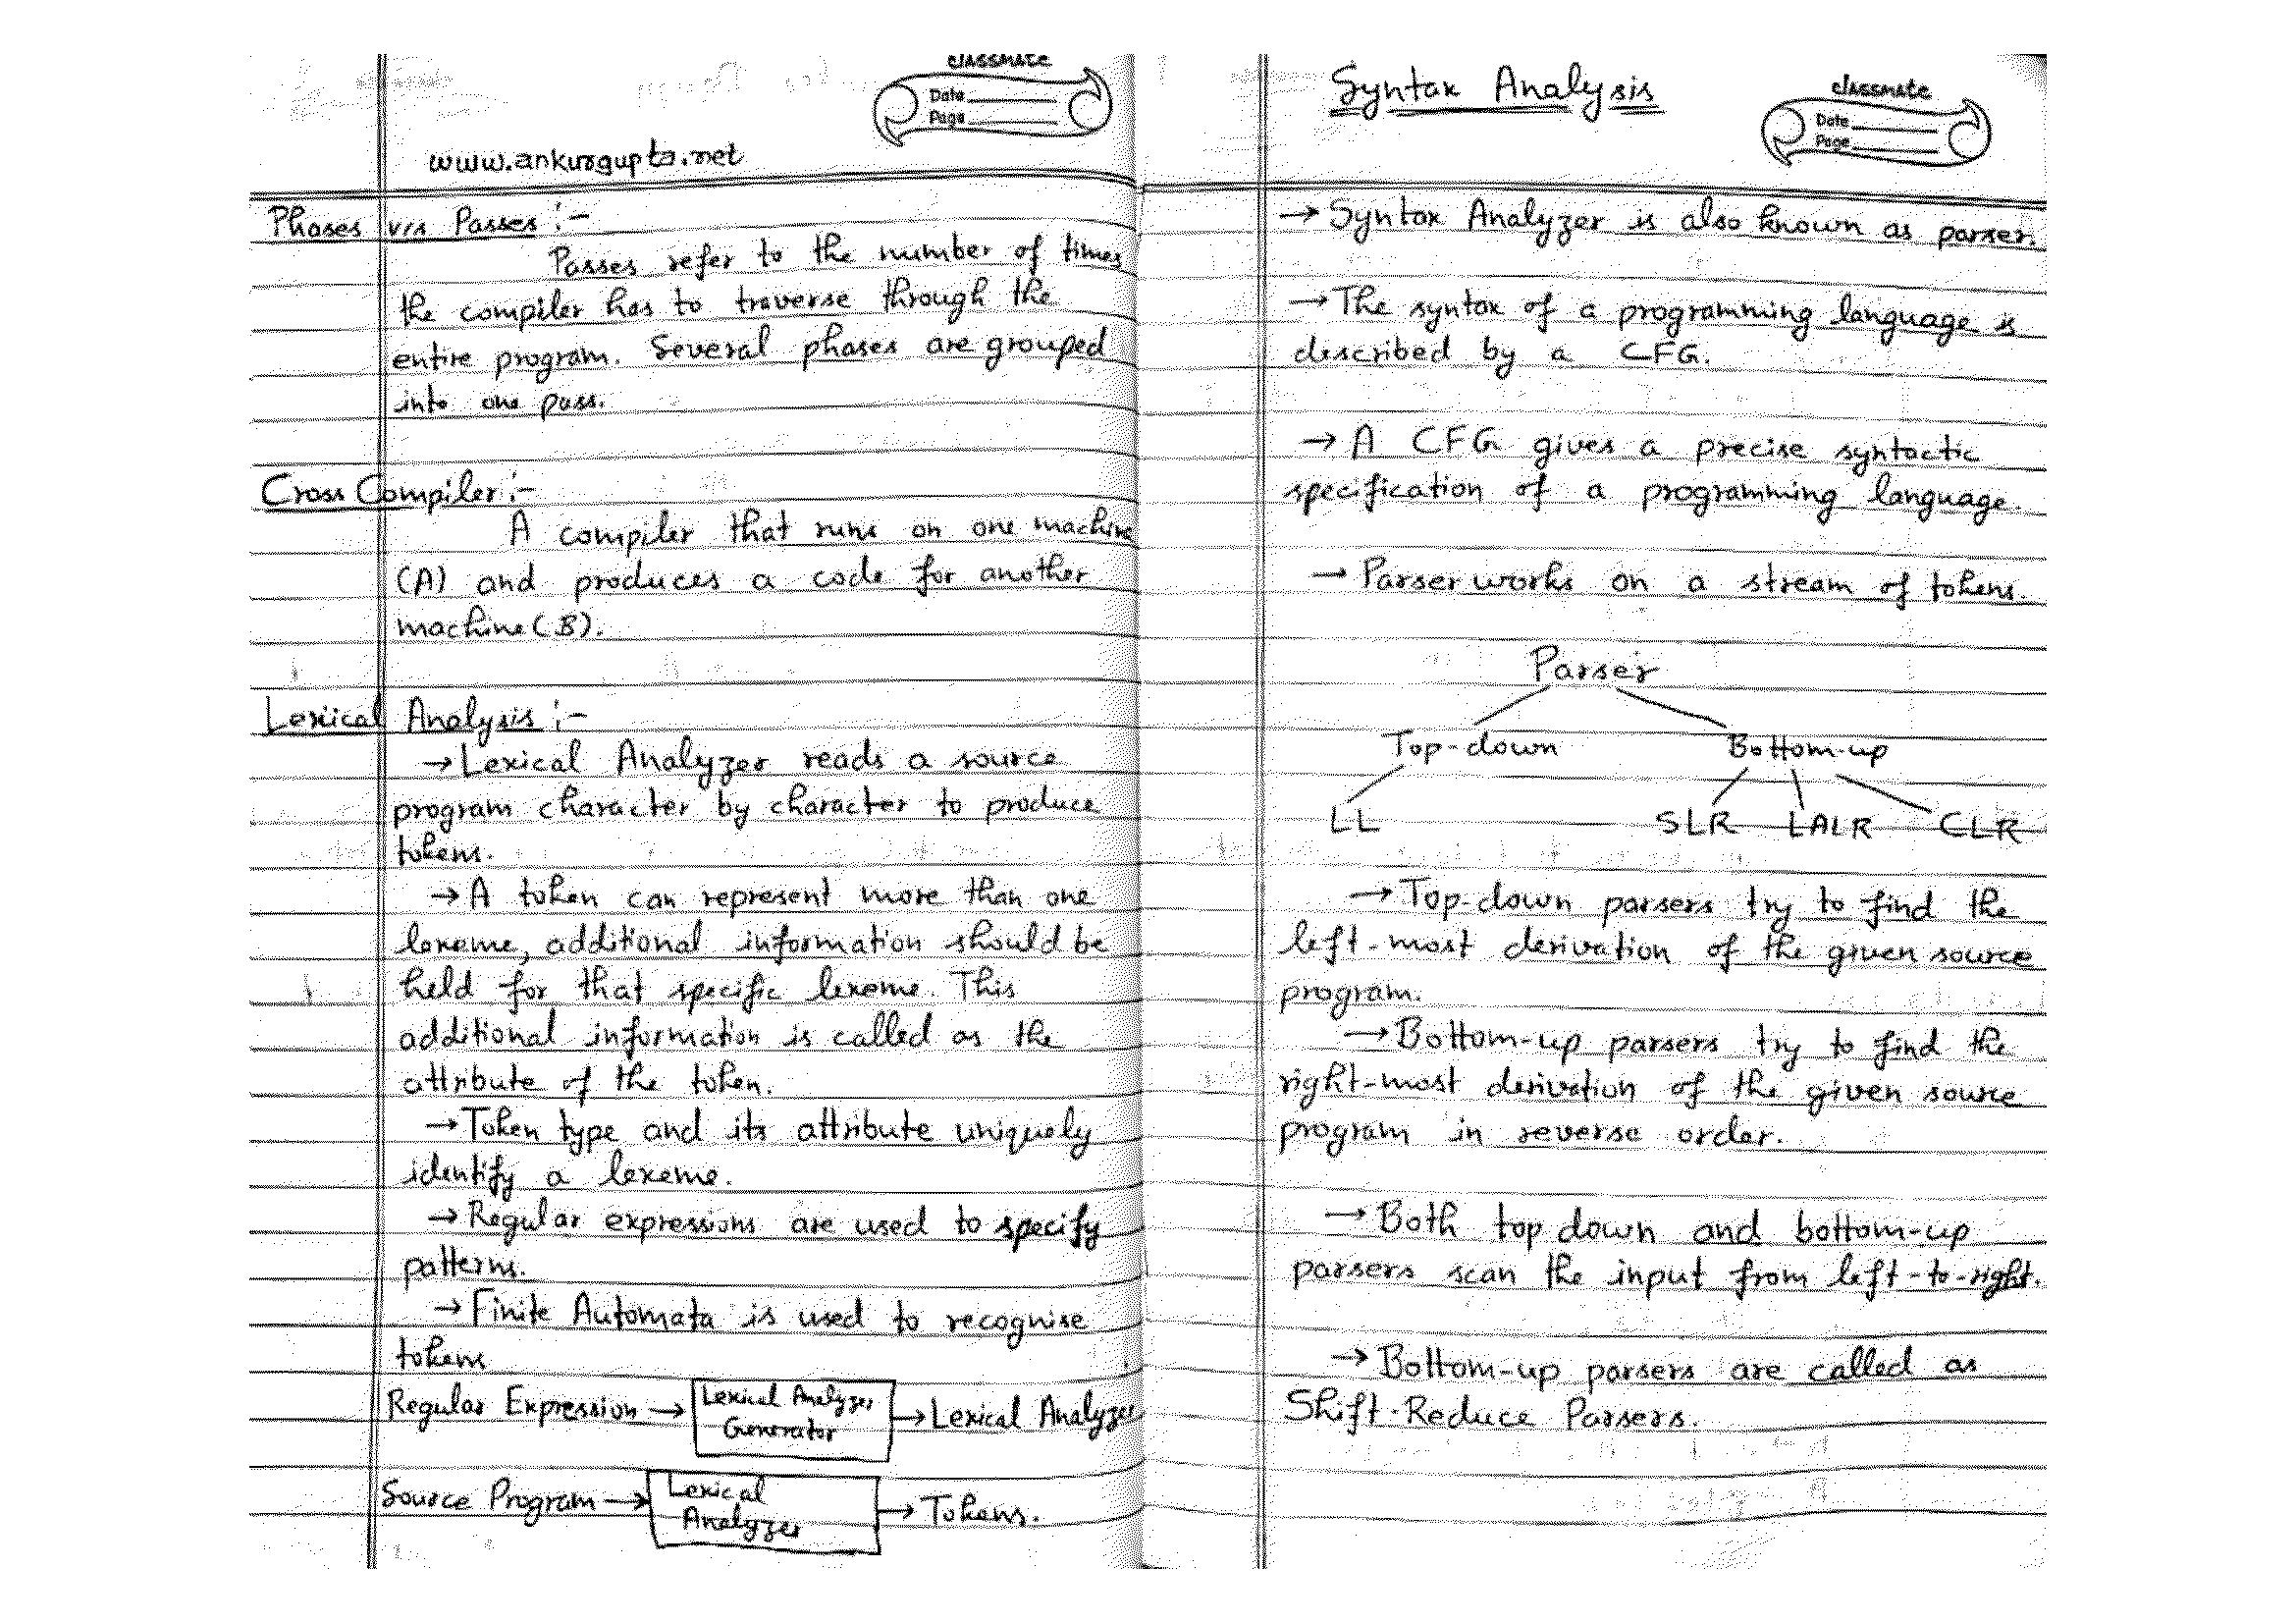 classmate
Date
Page
www.ankurgupta.net
Phases v/s Passes :-
Passes refer to the number of times
the compiler has to traverse through the
entire program. Several phases are grouped
into one pass.
Cross Compiler :-
A compiler that runs on one machine
(A) and produces a code for another
machine (B).
Lexical Analysis :-
→ Lexical Analyzer reads a source
program character by character to produce
tokens.
→ A token can represent more than one
lexeme, additional information should be
held for that specific lexeme. This
additional information is called as the
attribute of the token.
→ Token type and its attribute uniquely
identify a lexeme.
→ Regular expressions are used to specify
patterns.
→ Finite Automata is used to recognise
tokens
Regular Expression → Lexical Analyzer → Lexical Analyzer
Generator
Source Program → Lexical → Tokens.
Analyzer
Syntax Analysis
classmate
Date
Page
→ Syntax Analyzer is also known as parser.
→ The syntax of a programming language is
described by a CFG.
→ A CFG gives a precise syntactic
specification of a programming language.
→ Parser works on a stream of tokens.
Parser
Top-down Bottom-up
LL SLR LALR CLR
→ Top-down parsers try to find the
left-most derivation of the given source
program.
→ Bottom-up parsers try to find the
right-most derivation of the given source
program in reverse order.
→ Both top down and bottom-up
parsers scan the input from left-to-right.
→ Bottom-up parsers are called as
Shift-Reduce Parsers.